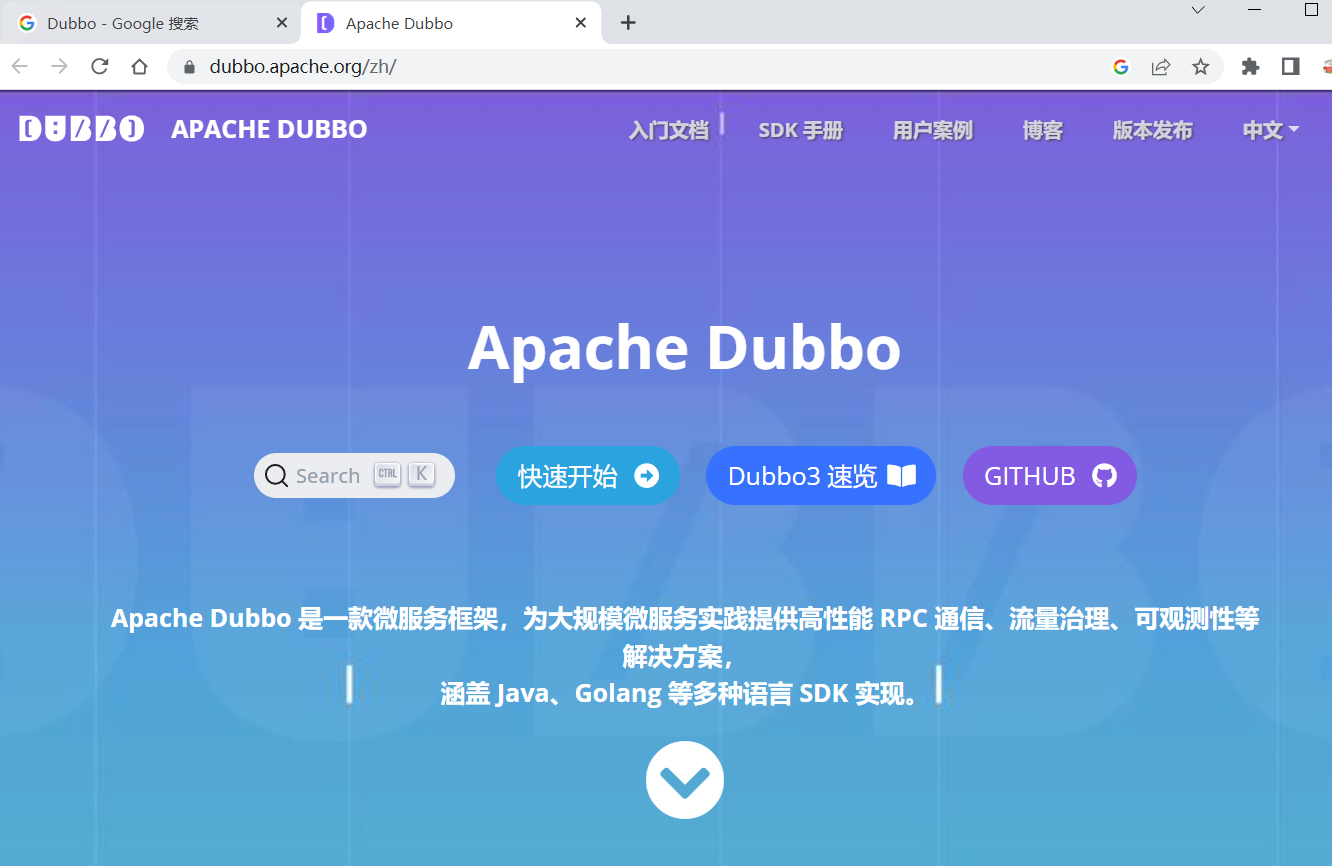 Dubbo - Google 搜索
Apache Dubbo
dubbo.apache.org/zh/
DUBBO APACHE DUBBO 入门文档 SDK 手册 用户案例 博客 版本发布 中文
Apache Dubbo
Search CTRL K 快速开始 Dubbo3 速览 GITHUB
Apache Dubbo 是一款微服务框架，为大规模微服务实践提供高性能 RPC 通信、流量治理、可观测性等
解决方案，
涵盖 Java、Golang 等多种语言 SDK 实现。